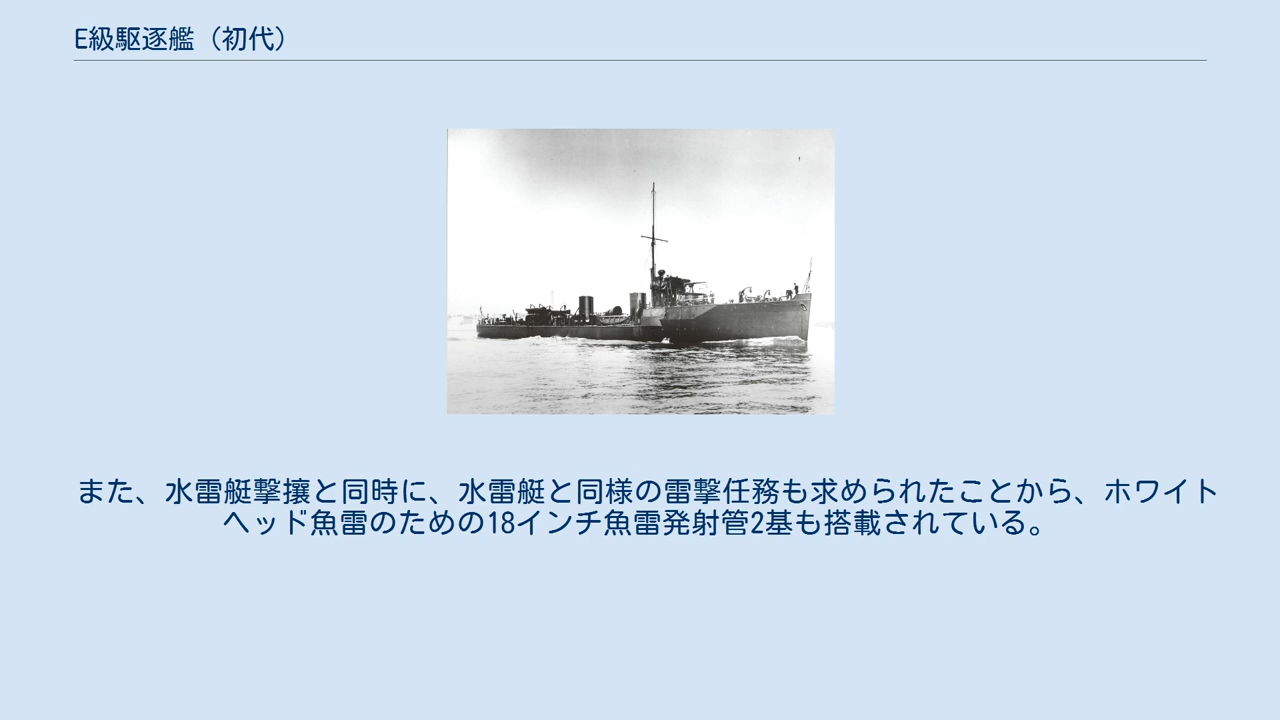 E級駆逐艦（初代）
また、水雷艇撃攘と同時に、水雷艇と同様の雷撃任務も求められたことから、ホワイト
ヘッド魚雷のための18インチ魚雷発射管2基も搭載されている。